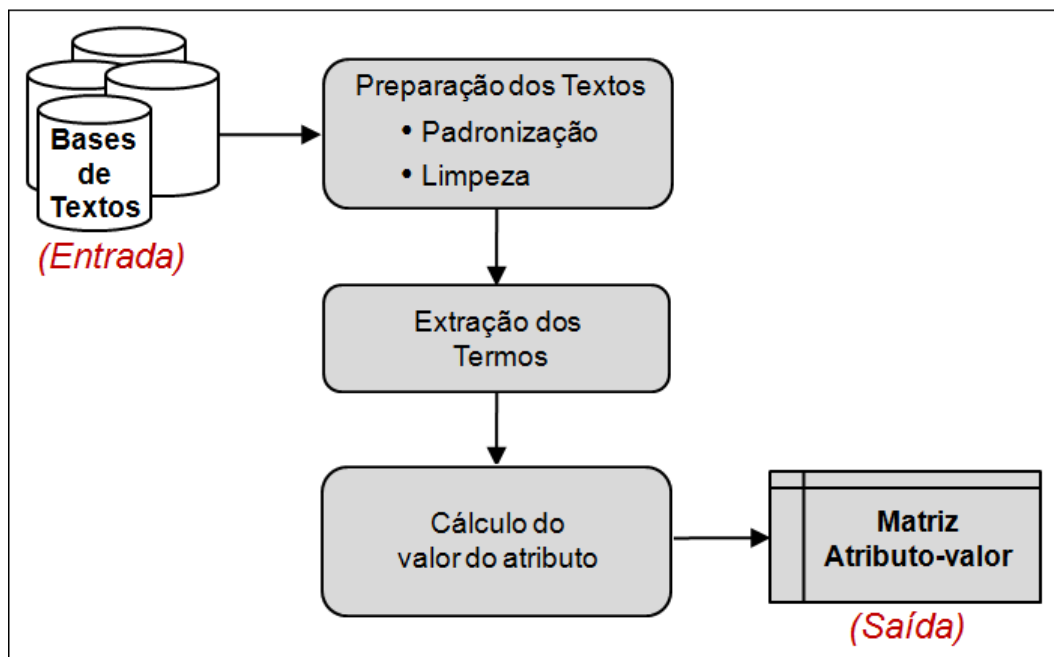 Bases
de
Textos
(Entrada)
Preparação dos Textos
• Padronização
• Limpeza
Extração dos
Termos
Cálculo do
valor do atributo
Matriz
Atributo-valor
(Saída)